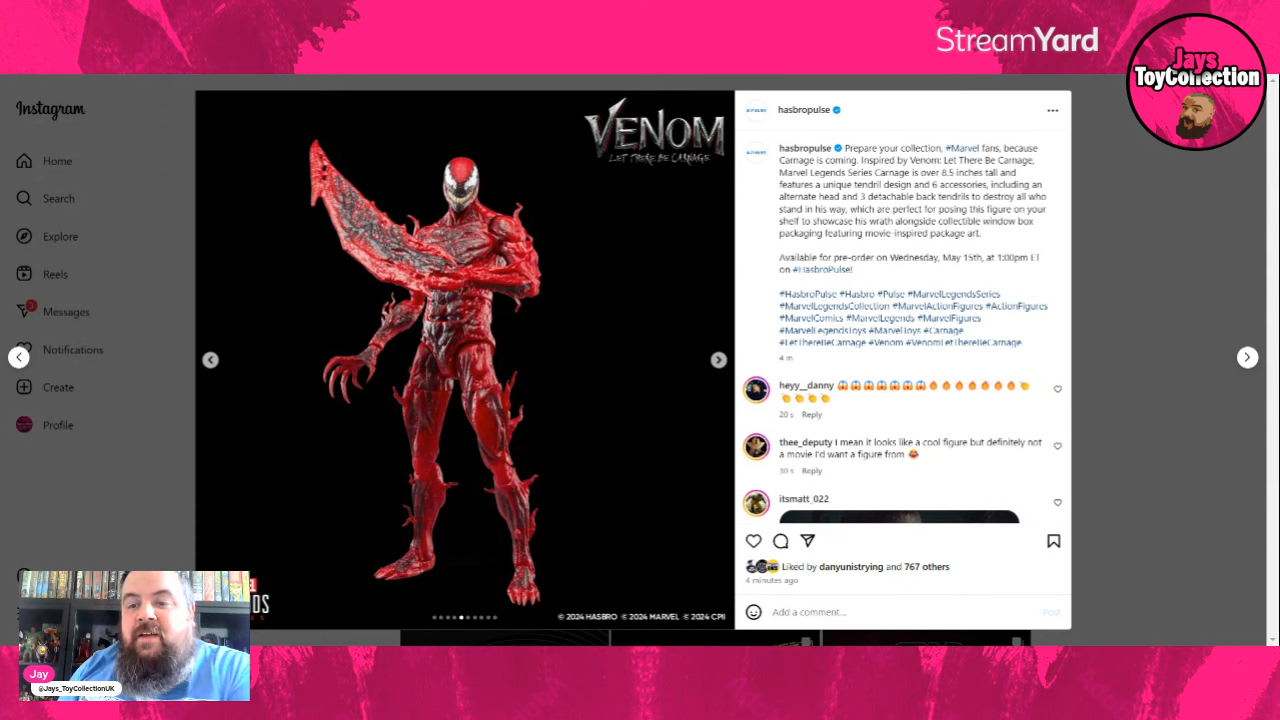 StreamYard
Jays
ToyCollection
Instagram
Home
Search
Explore
Reels
3
Messages
Notifications
Create
Profile
VENOM
LET THERE BE CARNAGE
© 2024 HASBRO © 2024 MARVEL © 2024 CPII
hasbropulse
hasbropulse Prepare your collection, #Marvel fans, because
Carnage is coming. Inspired by Venom: Let There Be Carnage,
Marvel Legends Series Carnage is over 8.5 inches tall and
features a unique tendril design and 6 accessories, including an
alternate head and 3 detachable back tendrils to destroy all who
stand in his way, which are perfect for posing this figure on your
shelf to showcase his wrath alongside collectible window box
packaging featuring movie-inspired package art.
Available for pre-order on Wednesday, May 15th, at 1:00pm ET
on #HasbroPulse!
#HasbroPulse #Hasbro #Pulse #MarvelLegendsSeries
#MarvelLegendsCollection #MarvelActionFigures #ActionFigures
#MarvelComics #MarvelLegends #MarvelFigures
#MarvelLegendsToys #MarvelToys #Carnage
#LetThereBeCarnage #Venom #VenomLetThereBeCarnage
4 m
heyy__danny 😱😱😱😱😱😱😱🔥🔥🔥🔥🔥🔥🔥👏
👏👏👏👏
20 s Reply
thee_deputy I mean it looks like a cool figure but definitely not
a movie I'd want a figure from
Reply
itsmatt_022
Liked by danyunistrying and 767 others
4 minutes ago
Add a comment...
Post
DS
Jay
@Jays_ToyCollectionUK